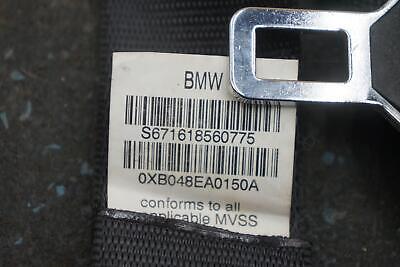 BMW
S671618560775
0XB048EA0150A
conforms to all
applicable MVSS